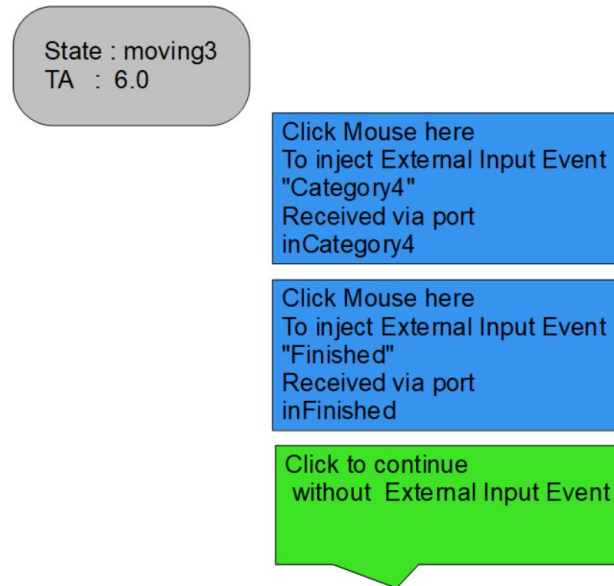 State : moving3
TA : 6.0
Click Mouse here
To inject External Input Event
"Category4"
Received via port
inCategory4
Click Mouse here
To inject External Input Event
"Finished"
Received via port
inFinished
Click to continue
without External Input Event